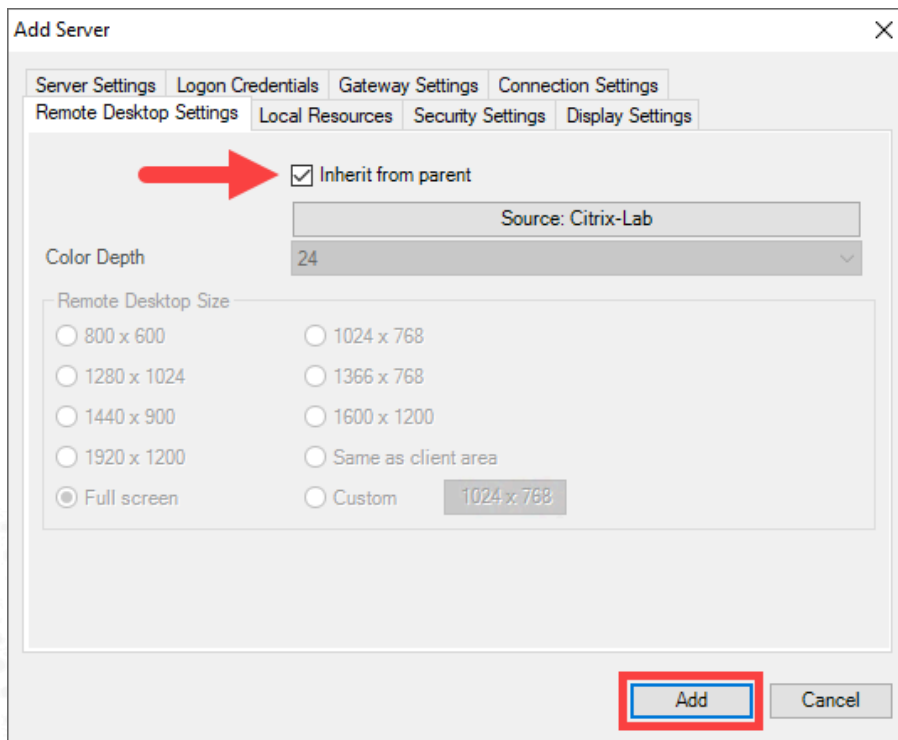 Add Server
Server Settings Logon Credentials Gateway Settings Connection Settings
Remote Desktop Settings Local Resources Security Settings Display Settings
Inherit from parent
Source: Citrix-Lab
Color Depth 24
Remote Desktop Size
800 x 600 1024 x 768
1280 x 1024 1366 x 768
1440 x 900 1600 x 1200
1920 x 1200 Same as client area
Full screen Custom 1024 x 768
Add Cancel